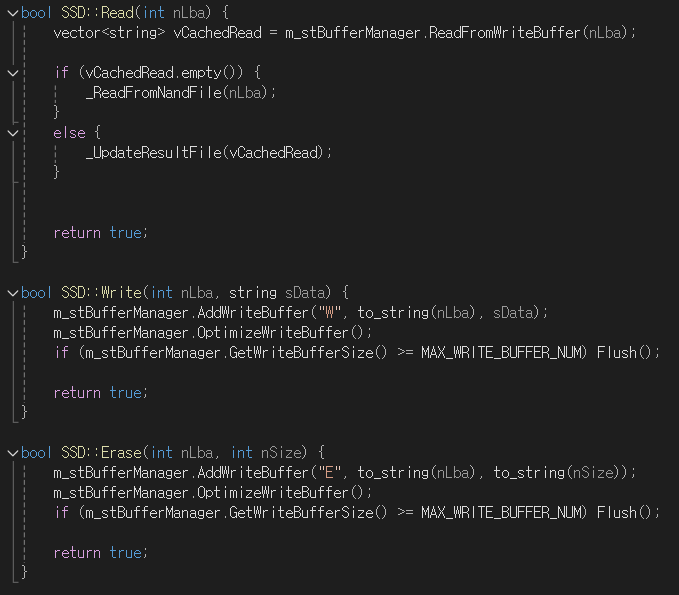 bool SSD::Read(int nLba) {
    vector<string> vCachedRead = m_stBufferManager.ReadFromWriteBuffer(nLba);

    if (vCachedRead.empty()) {
        _ReadFromNandFile(nLba);
    }
    else {
        _UpdateResultFile(vCachedRead);
    }


    return true;
}

bool SSD::Write(int nLba, string sData) {
    m_stBufferManager.AddWriteBuffer("W", to_string(nLba), sData);
    m_stBufferManager.OptimizeWriteBuffer();
    if (m_stBufferManager.GetWriteBufferSize() >= MAX_WRITE_BUFFER_NUM) Flush();

    return true;
}

bool SSD::Erase(int nLba, int nSize) {
    m_stBufferManager.AddWriteBuffer("E", to_string(nLba), to_string(nSize));
    m_stBufferManager.OptimizeWriteBuffer();
    if (m_stBufferManager.GetWriteBufferSize() >= MAX_WRITE_BUFFER_NUM) Flush();

    return true;
}